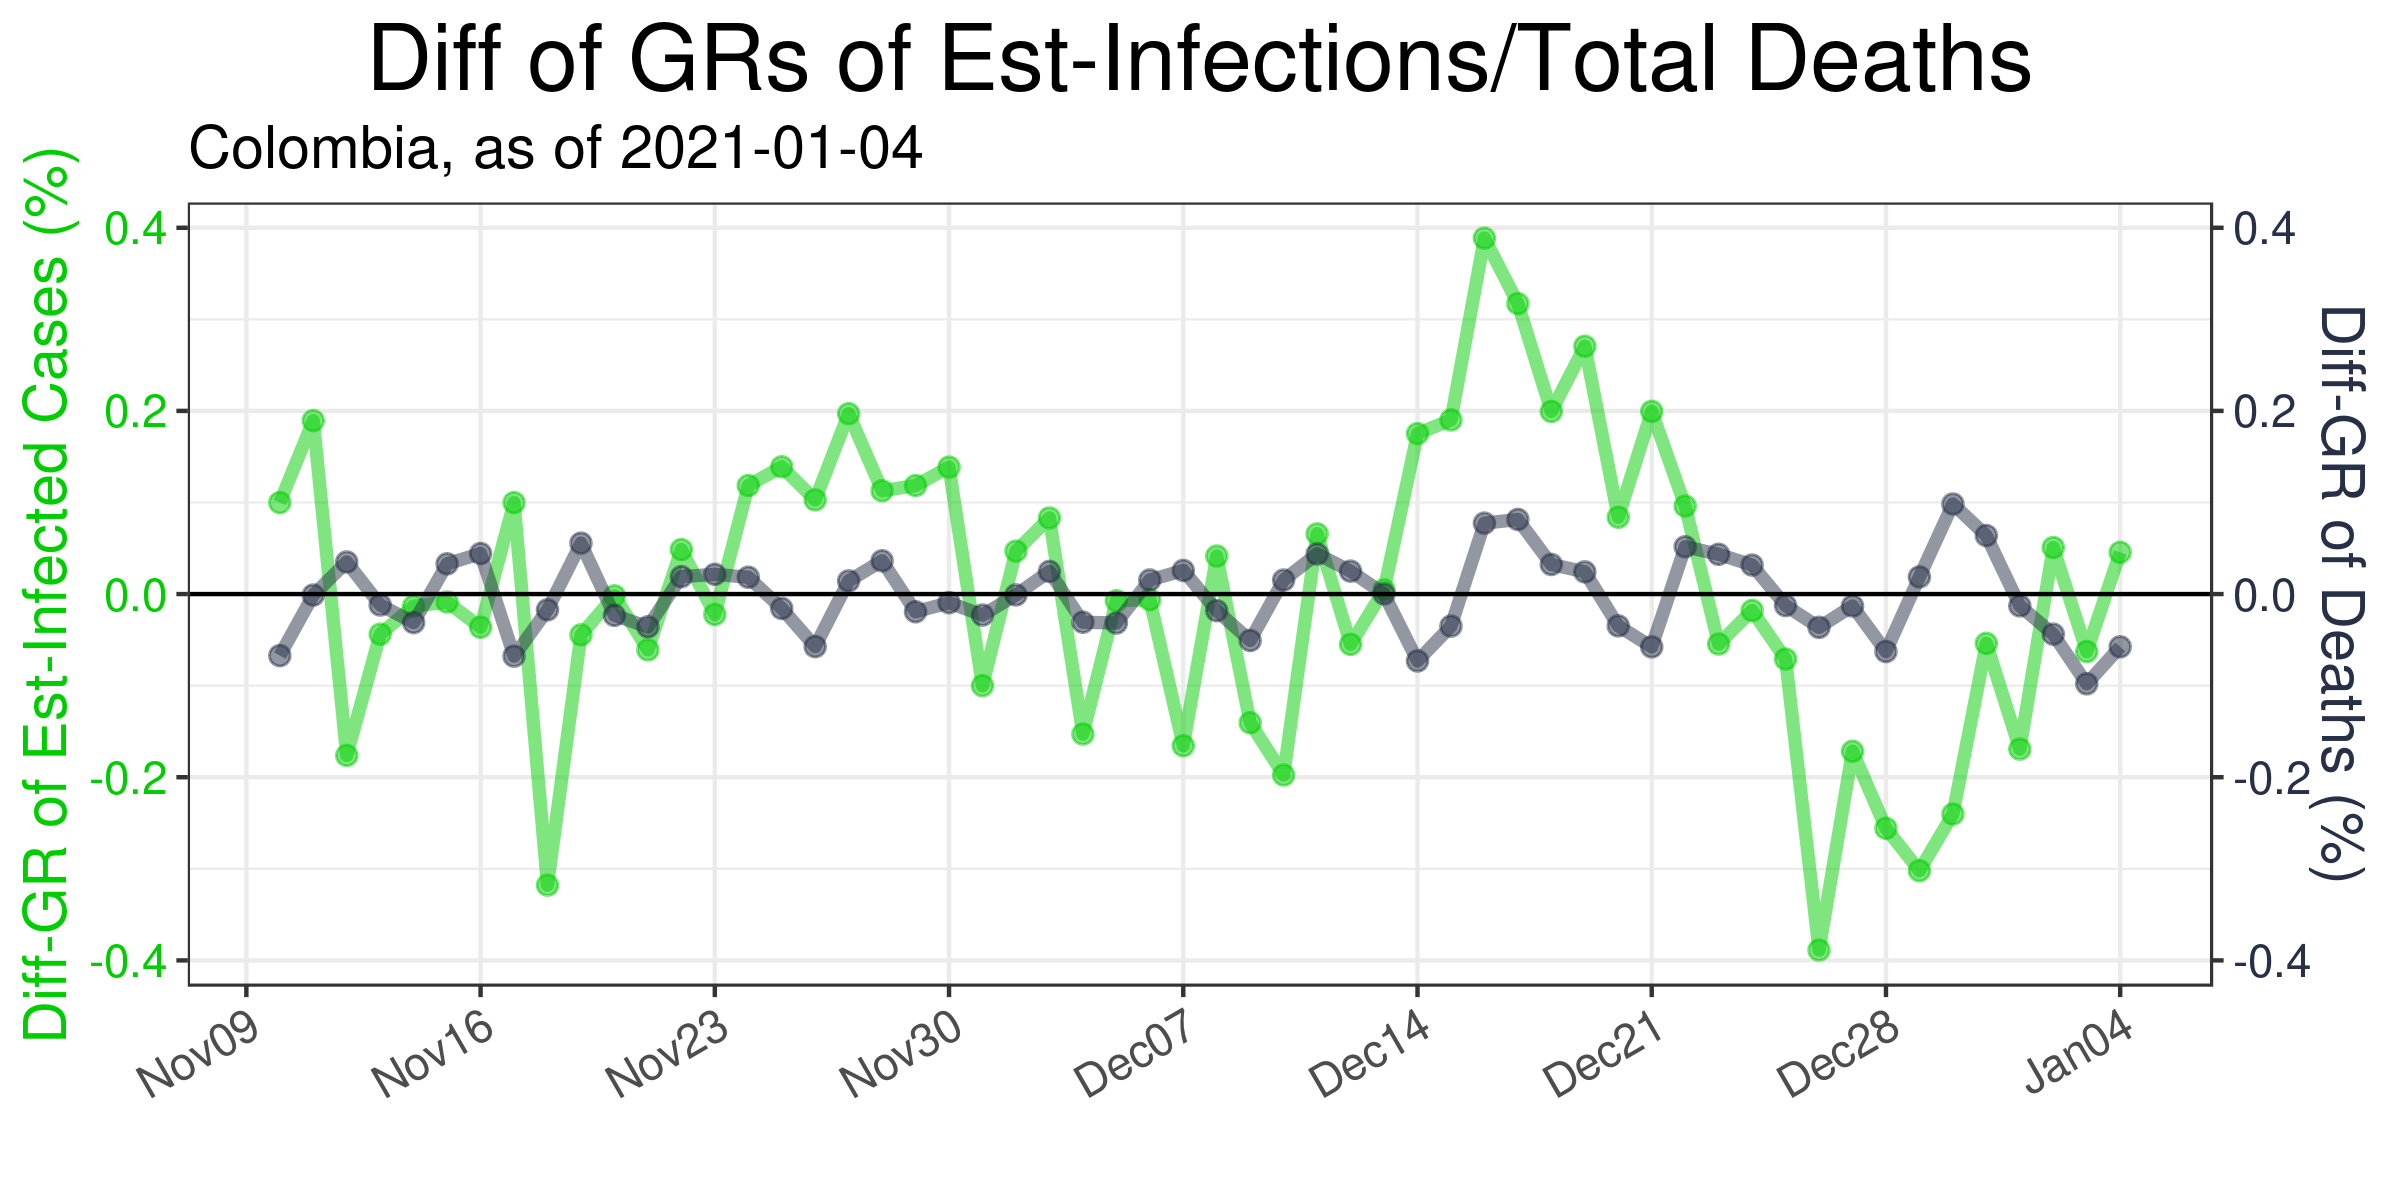 Diff of GRs of Est-Infections/Total Deaths
Colombia, as of 2021-01-04
Diff-GR of Est-Infected Cases (%)
0.4
0.2
0.0
-0.2
-0.4
0.4
0.2
0.0
-0.2
-0.4
Diff-GR of Deaths (%)
Nov09
Nov16
Nov23
Nov30
Dec07
Dec14
Dec21
Dec28
Jan04